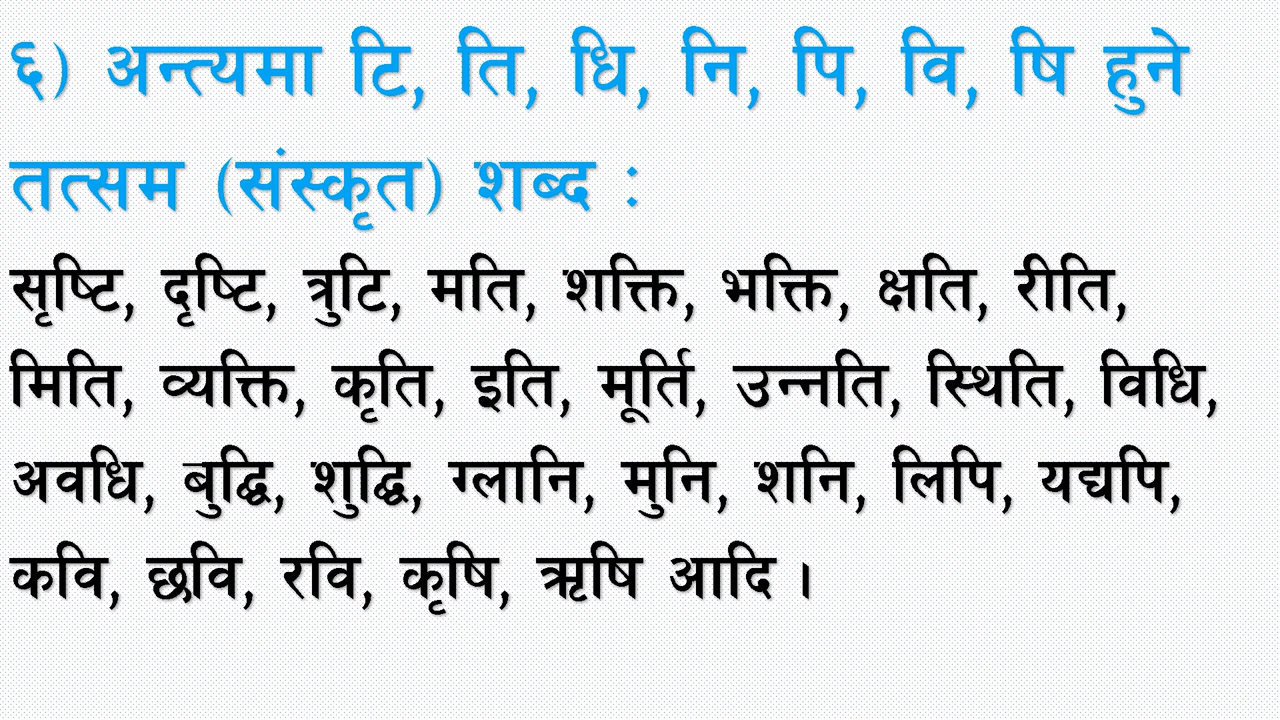 ६) अन्त्यमा टि, ति, धि, नि, पि, वि, षि हुने
तत्सम (संस्कृत) शब्द :
सृष्टि, दृष्टि, त्रुटि, मति, शक्ति, भक्ति, क्षति, रीति,
मिति, व्यक्ति, कृति, इति, मूर्ति, उन्नति, स्थिति, विधि,
अवधि, बुद्धि, शुद्धि, ग्लानि, मुनि, शनि, लिपि, यद्यपि,
कवि, छवि, रवि, कृषि, ऋषि आदि ।